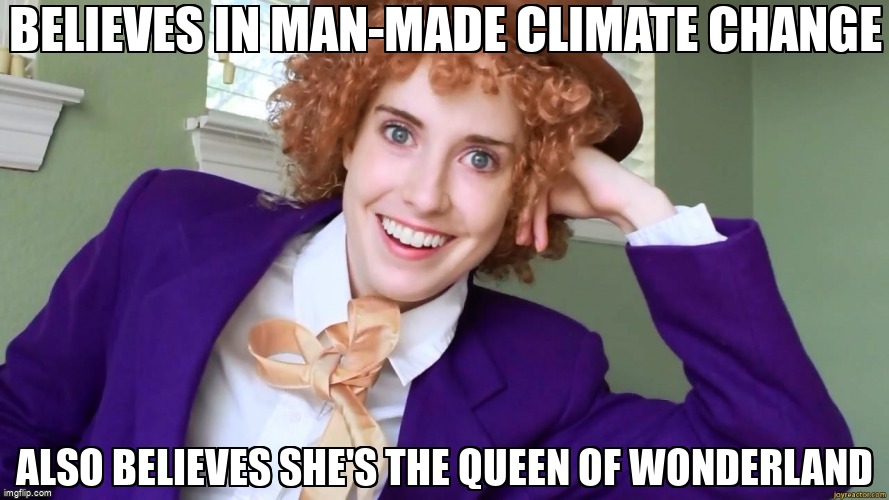 BELIEVES IN MAN-MADE CLIMATE CHANGE
ALSO BELIEVES SHE'S THE QUEEN OF WONDERLAND
imgflip.com
joyreactor.com